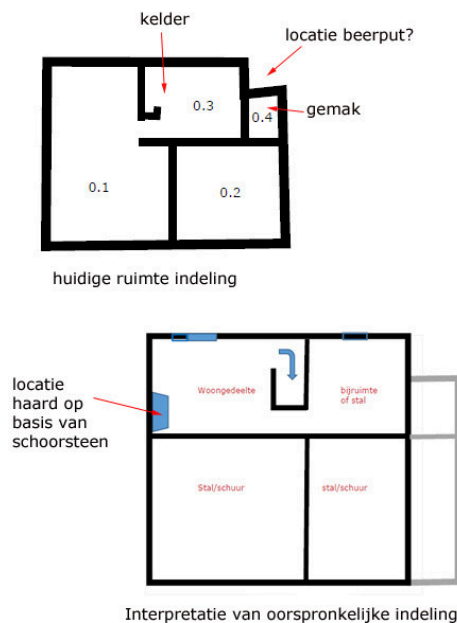 kelder
locatie beerput?
0.3
0.4
gemak
0.1
0.2
huidige ruimte indeling
locatie
haard op
basis van
schoorsteen
Woongedeelte
bijruimte
of stal
Stal/schuur
stal/schuur
Interpretatie van oorspronkelijke indeling